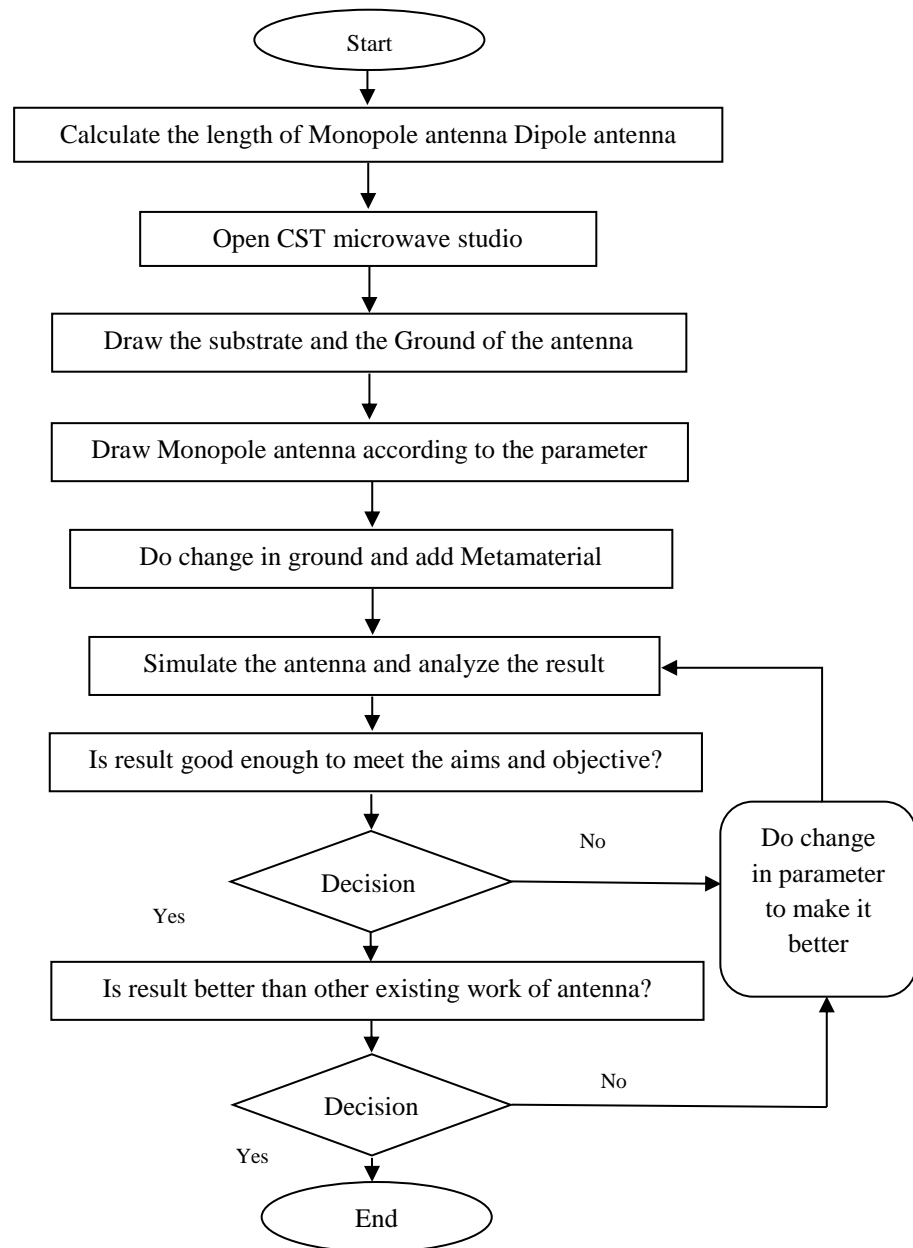 Start
Calculate the length of Monopole antenna Dipole antenna
Open CST microwave studio
Draw the substrate and the Ground of the antenna
Draw Monopole antenna according to the parameter
Do change in ground and add Metamaterial
Simulate the antenna and analyze the result
Is result good enough to meet the aims and objective?
Decision
No
Yes
Do change
in parameter
to make it
better
Is result better than other existing work of antenna?
Decision
No
Yes
End